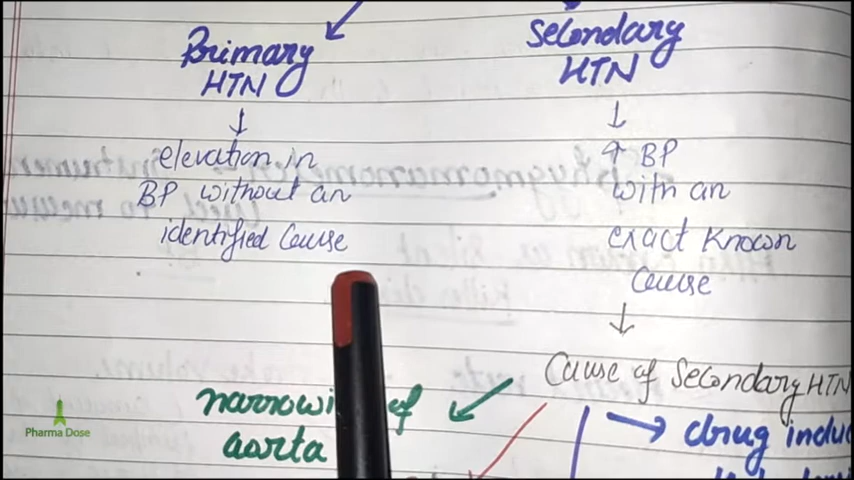 Primary
HTN
elevation in
BP without an
identified Cause
Secondary
HTN
↑ BP
with an
exact Known
Cause
Cause of Secondary HTN
narrowi of
aorta
drug induc
Pharma Dose